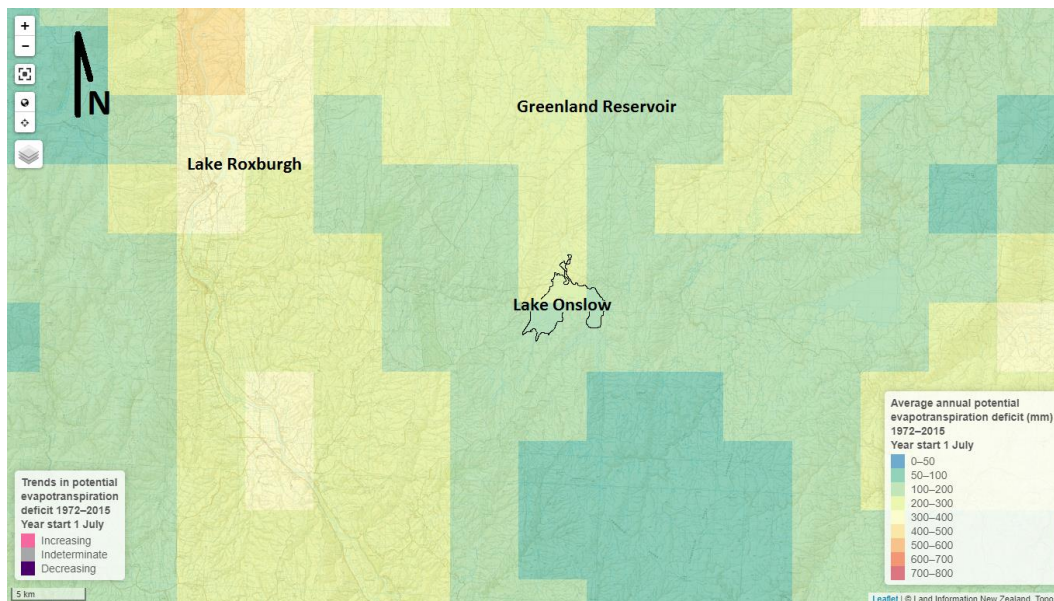 +
−
N
Greenland Reservoir
Lake Roxburgh
Lake Onslow
Trends in potential
evapotranspiration
deficit 1972–2015
Year start 1 July
Increasing
Indeterminate
Decreasing
5 km
Average annual potential
evapotranspiration deficit (mm)
1972–2015
Year start 1 July
0–50
50–100
100–200
200–300
300–400
400–500
500–600
600–700
700–800
Leaflet | © Land Information New Zealand, Topo